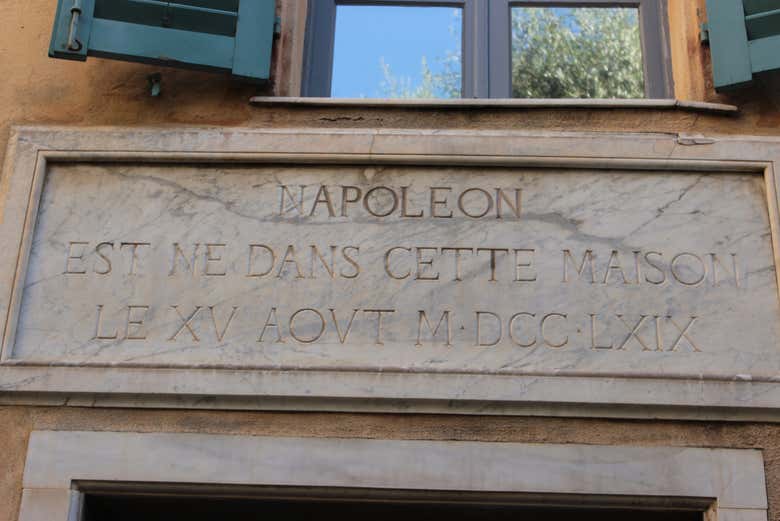 NAPOLEON
EST NE DANS CETTE MAISON
LE XV AOVT M·DCC·LXIX